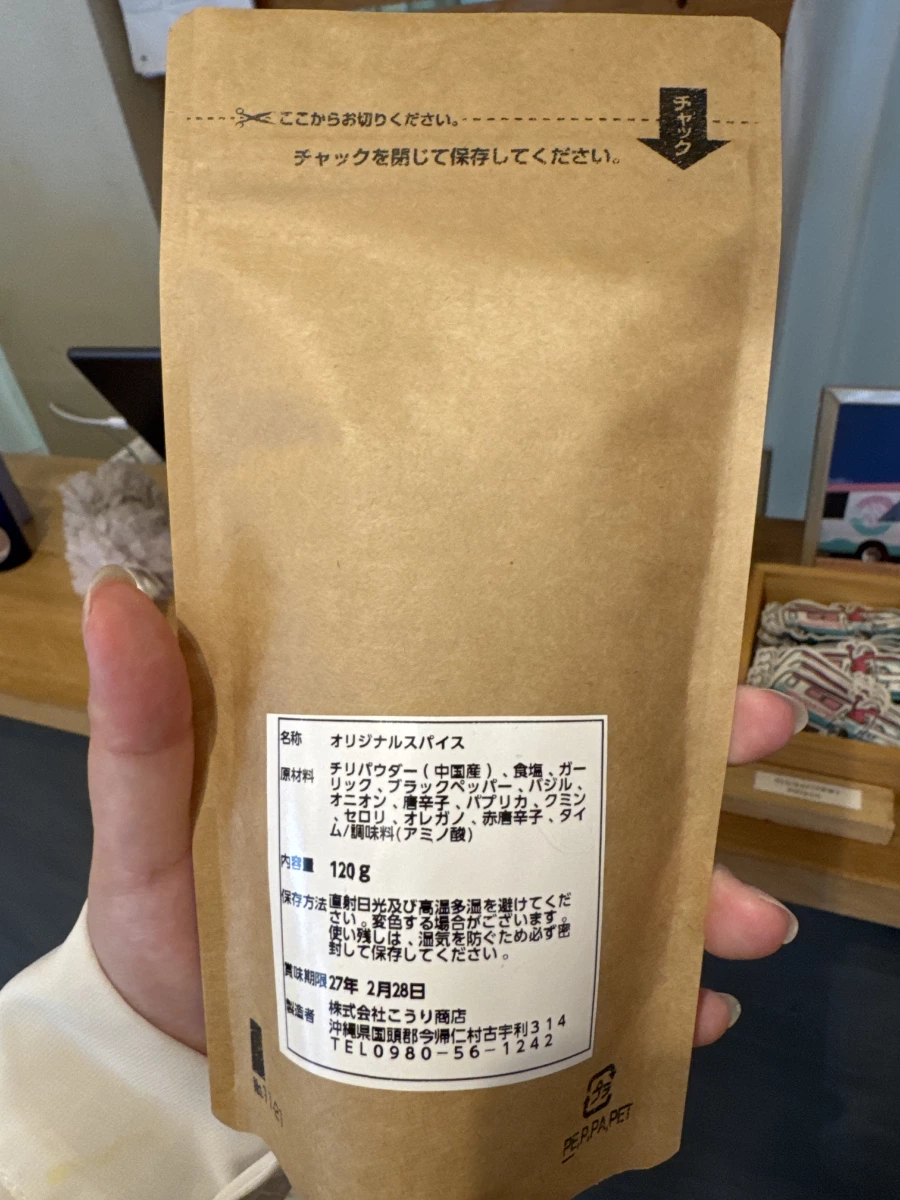 ここからお切りください。
チャック
チャックを閉じて保存してください。
名称 オリジナルスパイス
原材料 チリパウダー(中国産)、食塩、ガー
リック、ブラックペッパー、バジル、
オニオン、唐辛子、パプリカ、クミン
、セロリ、オレガノ、赤唐辛子、タイ
ム/調味料(アミノ酸)
内容量 120g
保存方法 直射日光及び高温多湿を避けてくだ
さい。変色する場合がございます。
使い残しは、湿気を防ぐため必ず密
封して保存してください。
賞味期限 27年 2月28日
製造者 株式会社こうり商店
沖縄県国頭郡今帰仁村古宇利314
TEL0980-56-1242
プラ
PE,P,PA,PET